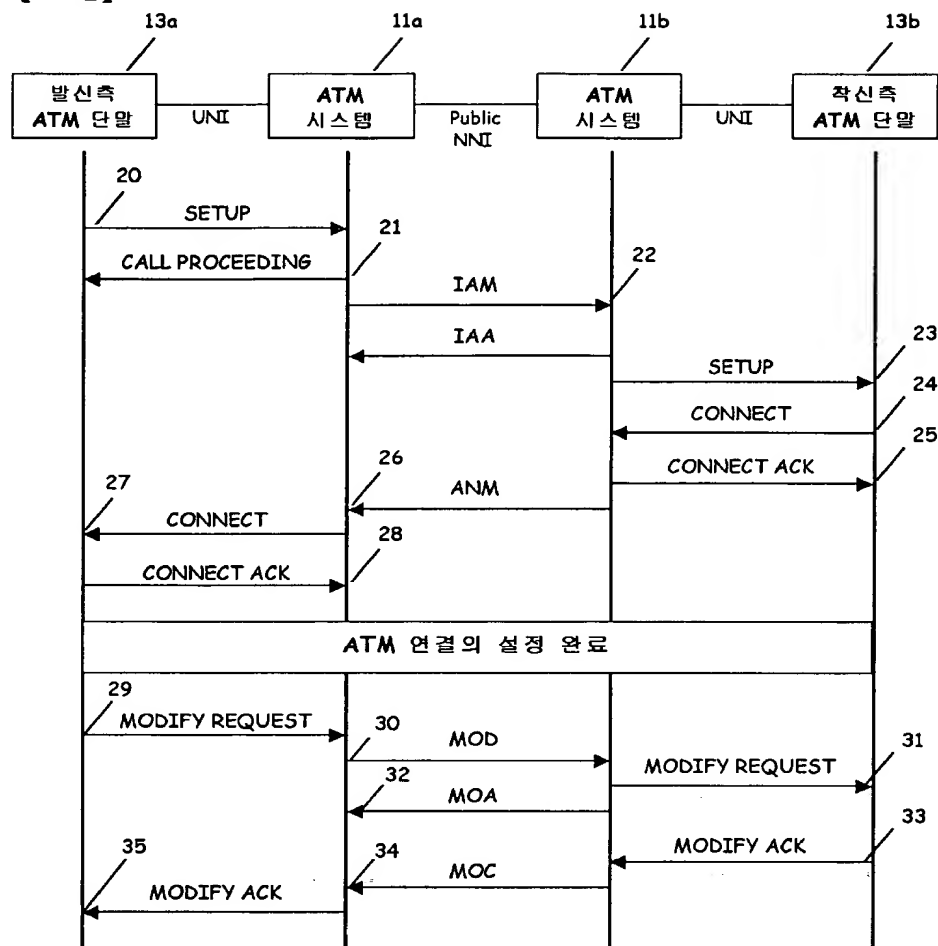 13a
11a
11b
13b
발신측
ATM 단말
UNI
ATM
시스템
Public
NNI
ATM
시스템
UNI
착신측
ATM 단말
20
SETUP
21
CALL PROCEEDING
22
IAM
IAA
23
SETUP
24
CONNECT
25
CONNECT ACK
26
ANM
27
CONNECT
28
CONNECT ACK
ATM 연결의 설정 완료
29
MODIFY REQUEST
30
MOD
31
MODIFY REQUEST
32
MOA
33
MODIFY ACK
34
MOC
35
MODIFY ACK